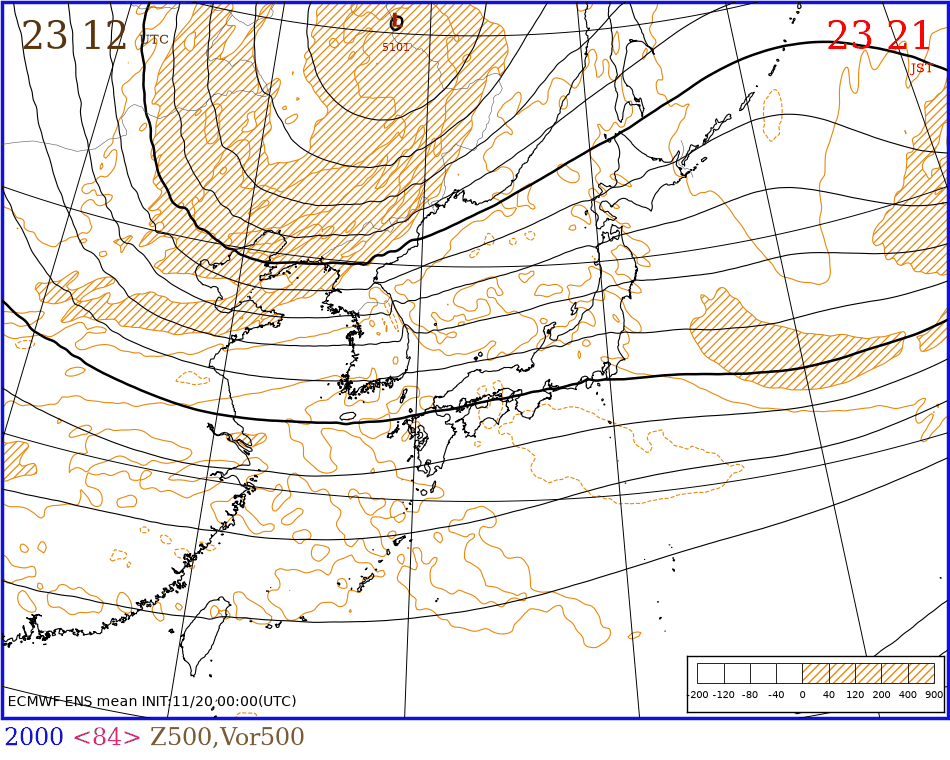 23 12 UTC
23 21
JST
D
5101
-200 -120 -80 -40 0 40 120 200 400 900
ECMWF ENS mean INIT:11/20 00:00(UTC)
2000 <84> Z500,Vor500